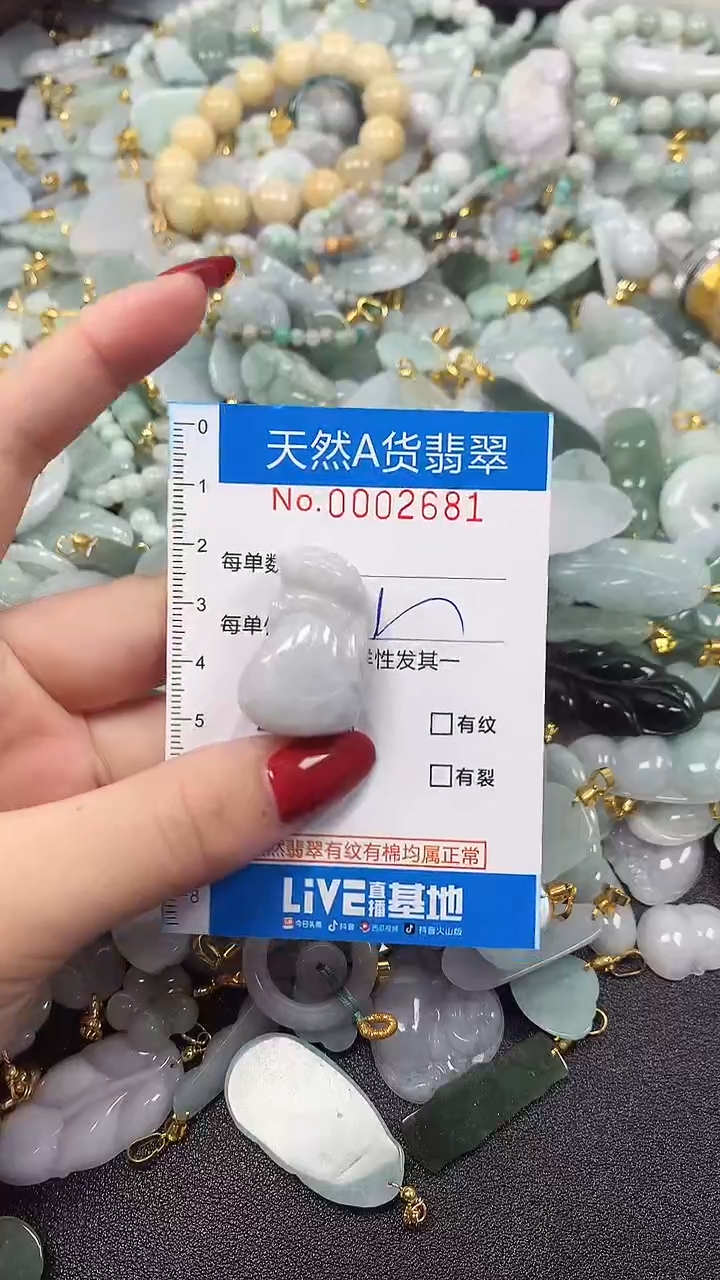 天然A货翡翠
No.0002681
0
1
2
每单数
3
每单
性发其一
4
5
□有纹
□有裂
然翡翠有纹有棉均属正常
8
LiVE直播基地
今日头条 抖音 西瓜视频 抖音火山版